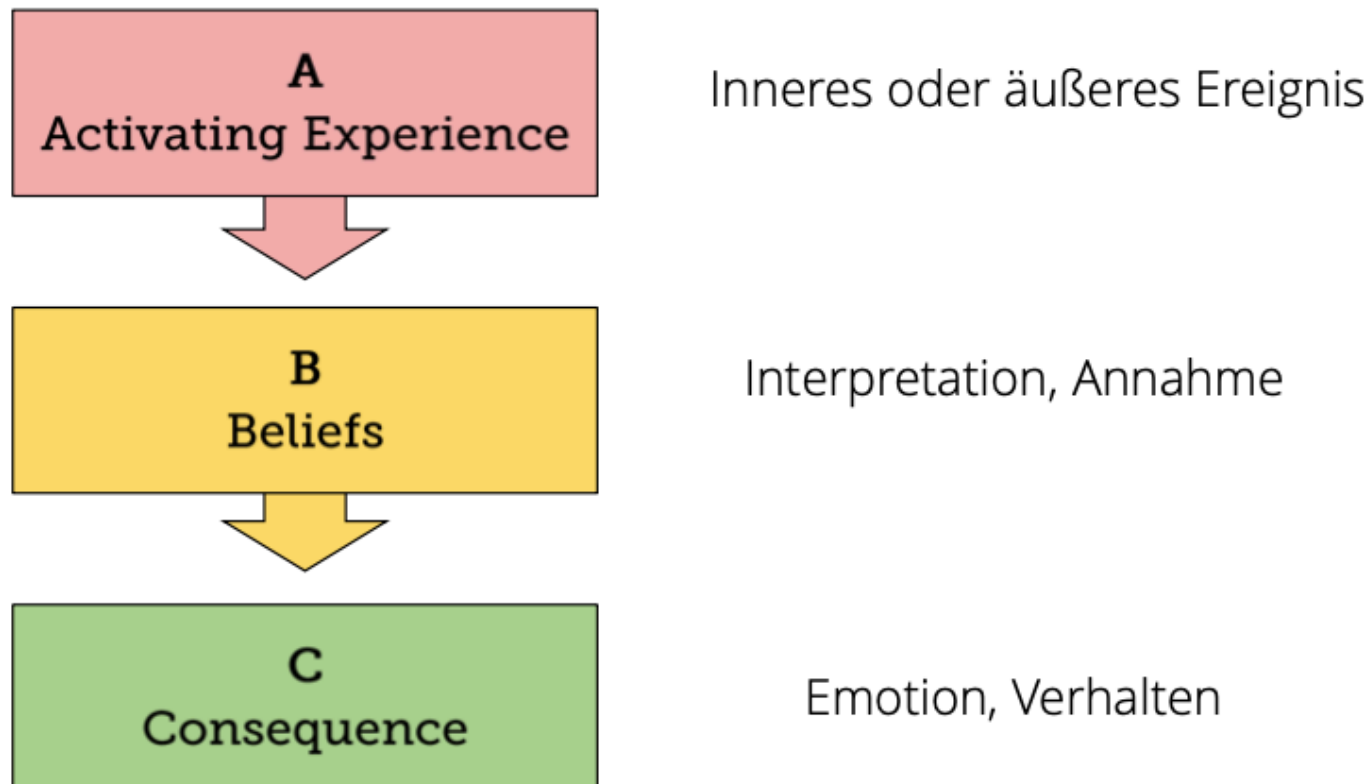 A
Activating Experience
Inneres oder äußeres Ereignis
B
Beliefs
Interpretation, Annahme
C
Consequence
Emotion, Verhalten